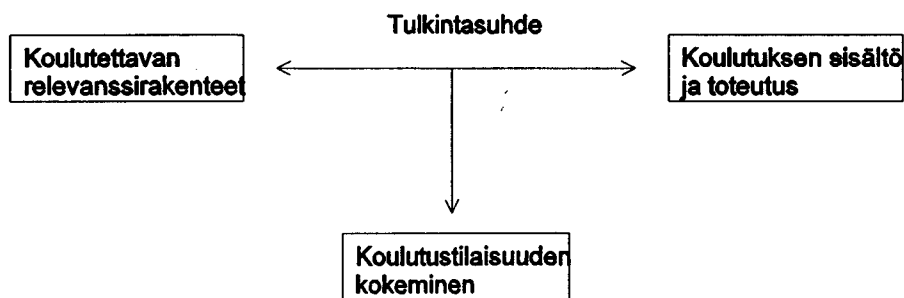 Tulkintasuhde
Koulutettavan
relevanssirakenteet
Koulutuksen sisältö
ja toteutus
Koulutustilaisuuden
kokeminen